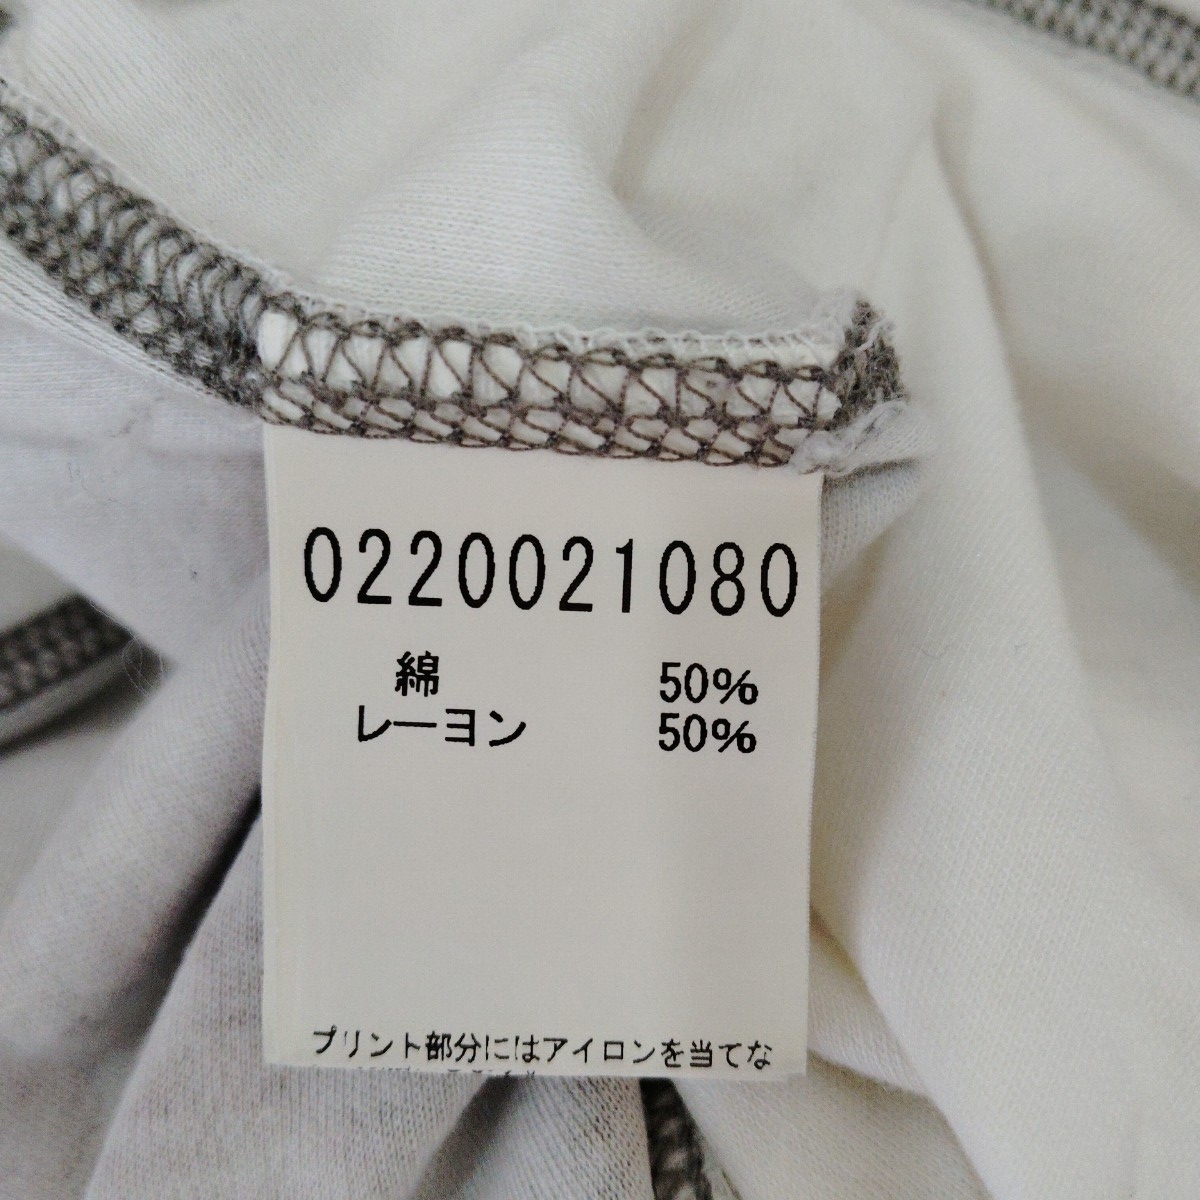 0220021080
綿 50%
レーヨン 50%
プリント部分にはアイロンを当てな